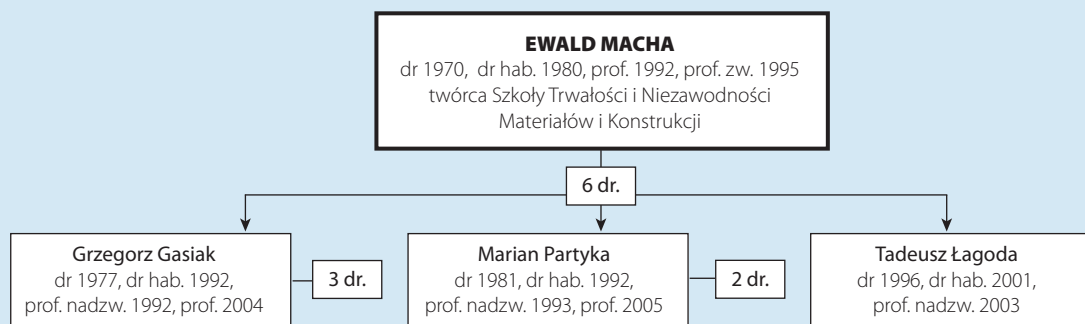 EWALD MACHA
dr 1970, dr hab. 1980, prof. 1992, prof. zw. 1995
twórca Szkoły Trwałości i Niezawodności
Materiałów i Konstrukcji
6 dr.
Grzegorz Gasiak
dr 1977, dr hab. 1992,
prof. nadzw. 1992, prof. 2004
3 dr.
Marian Partyka
dr 1981, dr hab. 1992,
prof. nadzw. 1993, prof. 2005
2 dr.
Tadeusz Łagoda
dr 1996, dr hab. 2001,
prof. nadzw. 2003